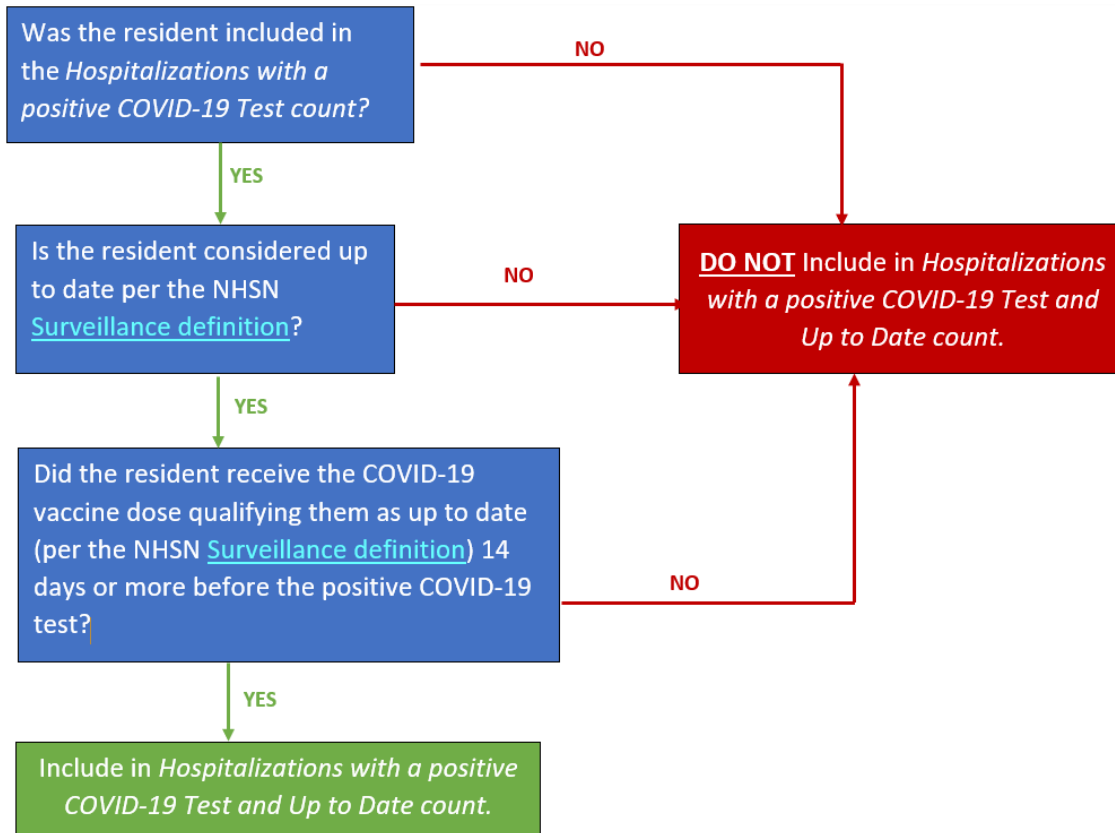 Was the resident included in
the Hospitalizations with a
positive COVID-19 Test count?
NO
YES
Is the resident considered up
to date per the NHSN
Surveillance definition?
NO
DO NOT Include in Hospitalizations
with a positive COVID-19 Test and
Up to Date count.
YES
Did the resident receive the COVID-19
vaccine dose qualifying them as up to date
(per the NHSN Surveillance definition) 14
days or more before the positive COVID-19
test?
NO
YES
Include in Hospitalizations with a positive
COVID-19 Test and Up to Date count.